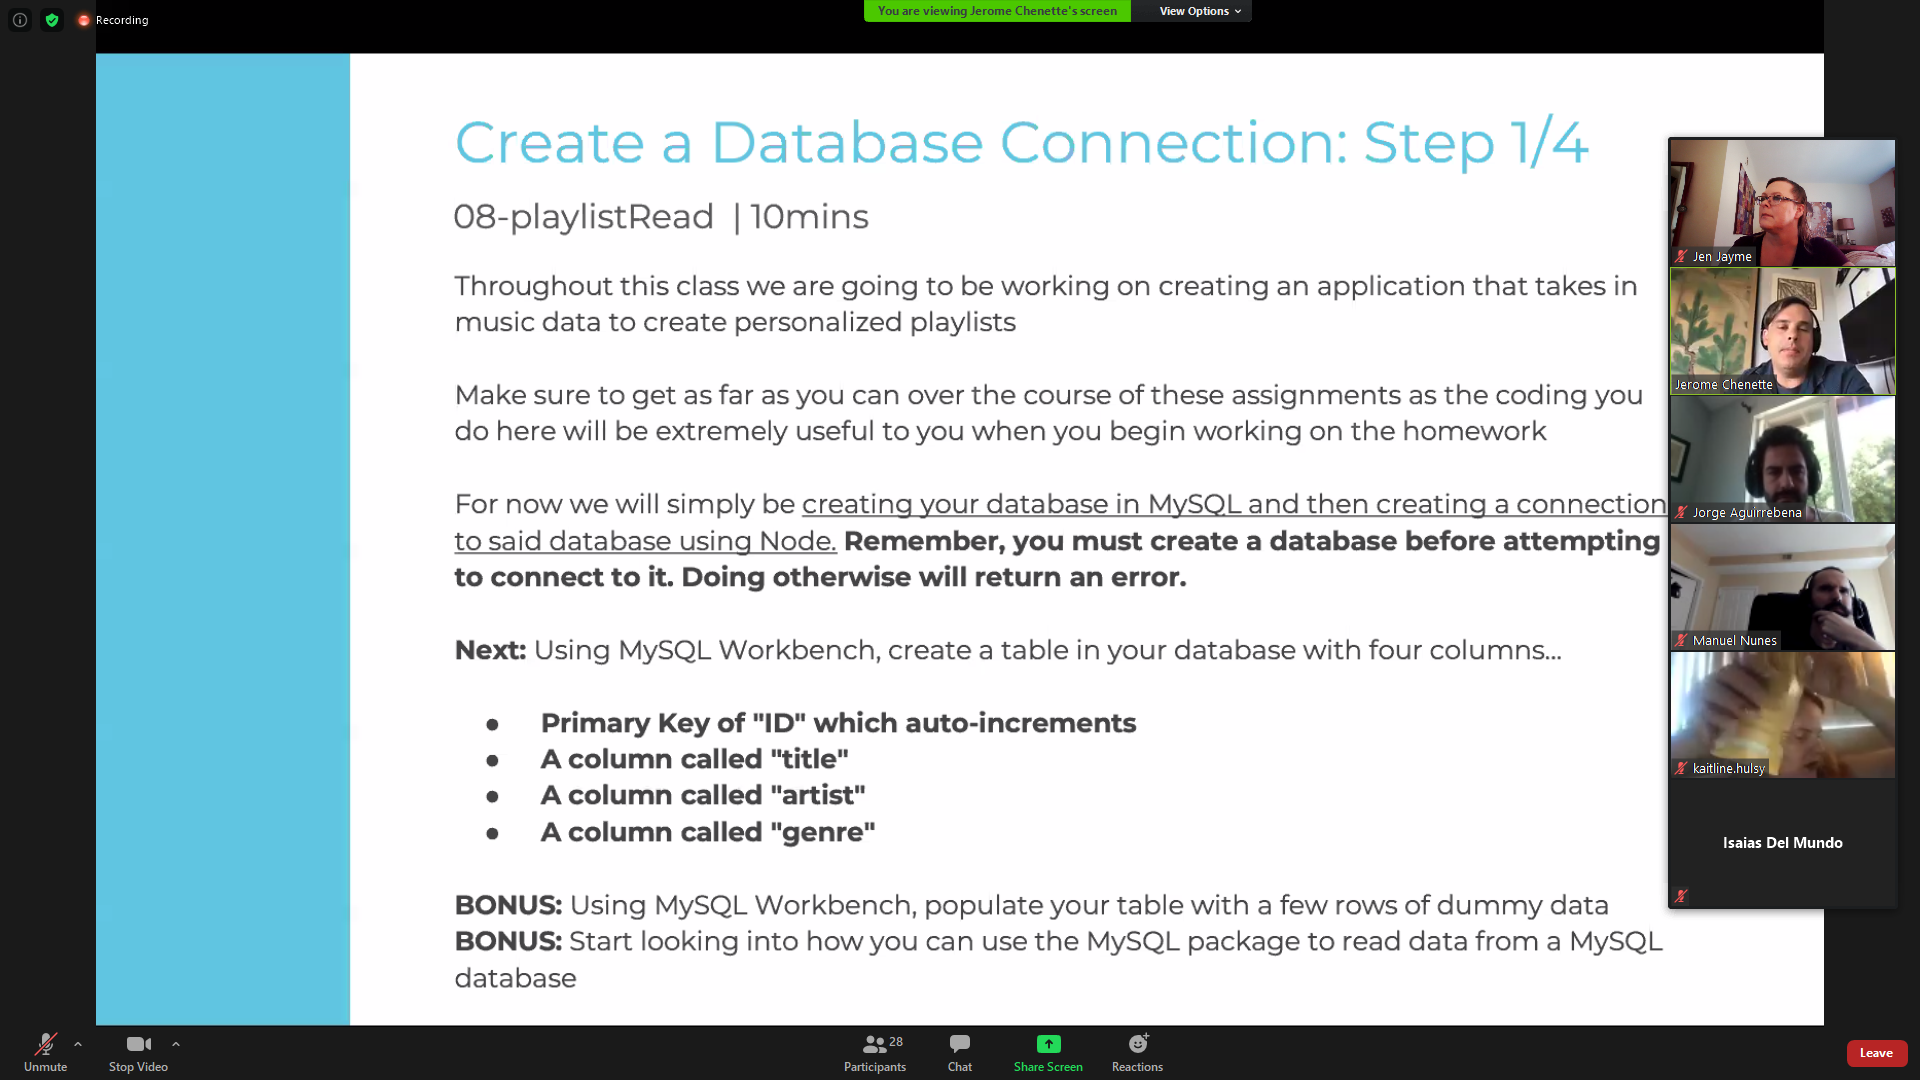 Recording
You are viewing Jerome Chenette's screen
View Options
Create a Database Connection: Step 1/4
08-playlistRead | 10mins
Throughout this class we are going to be working on creating an application that takes in
music data to create personalized playlists
Make sure to get as far as you can over the course of these assignments as the coding you
do here will be extremely useful to you when you begin working on the homework
For now we will simply be creating your database in MySQL and then creating a connection
to said database using Node. Remember, you must create a database before attempting
to connect to it. Doing otherwise will return an error.
Next: Using MySQL Workbench, create a table in your database with four columns...
● Primary Key of "ID" which auto-increments
● A column called "title"
● A column called "artist"
● A column called "genre"
BONUS: Using MySQL Workbench, populate your table with a few rows of dummy data
BONUS: Start looking into how you can use the MySQL package to read data from a MySQL
database
Jen Jayme
Jerome Chenette
Jorge Aguirrebena
Manuel Nunes
kaitline.hulsy
Isaias Del Mundo
Unmute
Stop Video
28
Participants
Chat
Share Screen
Reactions
Leave